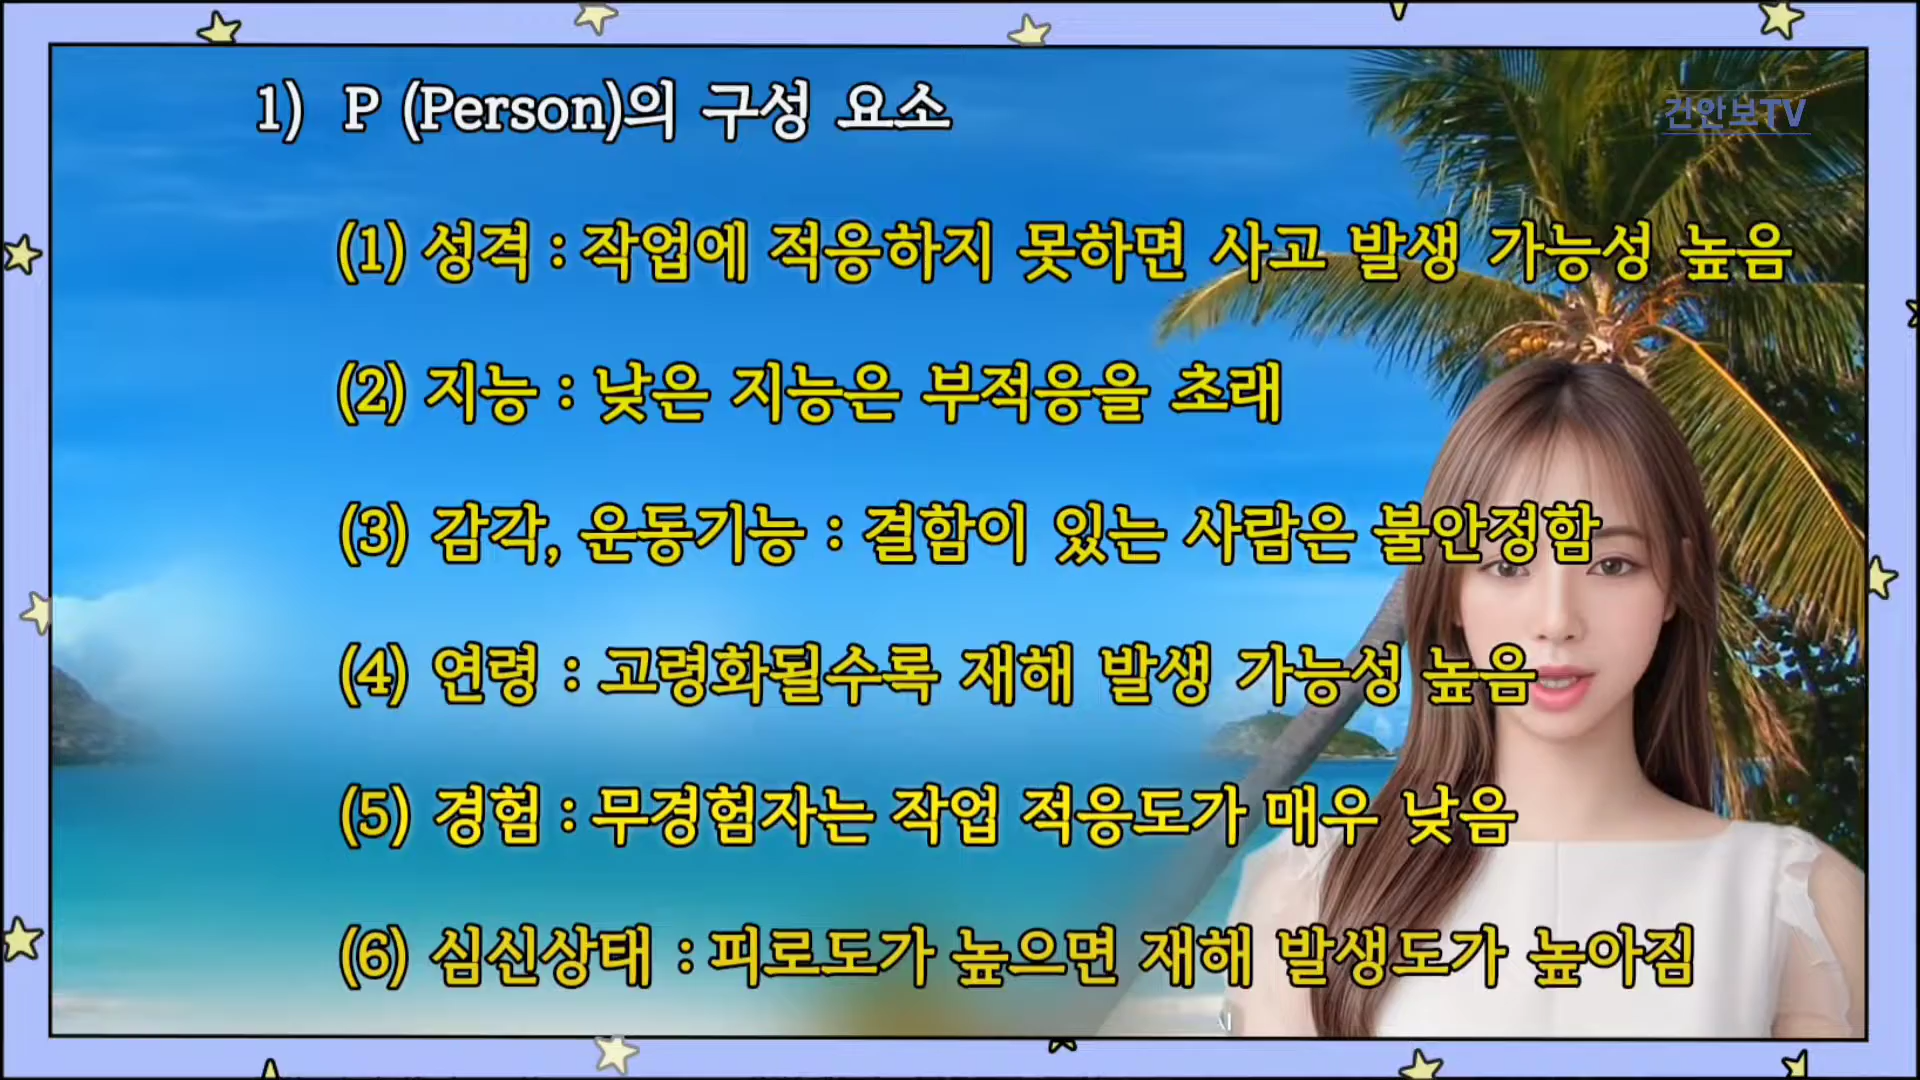 건안보TV
1) P (Person)의 구성 요소
(1) 성격 : 작업에 적응하지 못하면 사고 발생 가능성 높음
(2) 지능 : 낮은 지능은 부적응을 초래
(3) 감각, 운동기능 : 결함이 있는 사람은 불안정함
(4) 연령 : 고령화될수록 재해 발생 가능성 높음
(5) 경험 : 무경험자는 작업 적응도가 매우 낮음
(6) 심신상태 : 피로도가 높으면 재해 발생도가 높아짐
AI